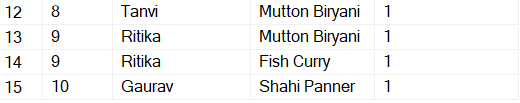 12 8 Tanvi Mutton Biryani 1
13 9 Ritika Mutton Biryani 1
14 9 Ritika Fish Curry 1
15 10 Gaurav Shahi Panner 1